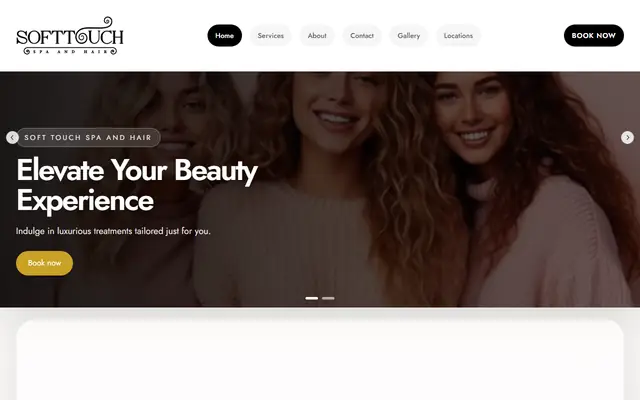 SOFTTOUCH
SPA AND HAIR
Home
Services
About
Contact
Gallery
Locations
BOOK NOW
SOFT TOUCH SPA AND HAIR
Elevate Your Beauty
Experience
Indulge in luxurious treatments tailored just for you.
Book now